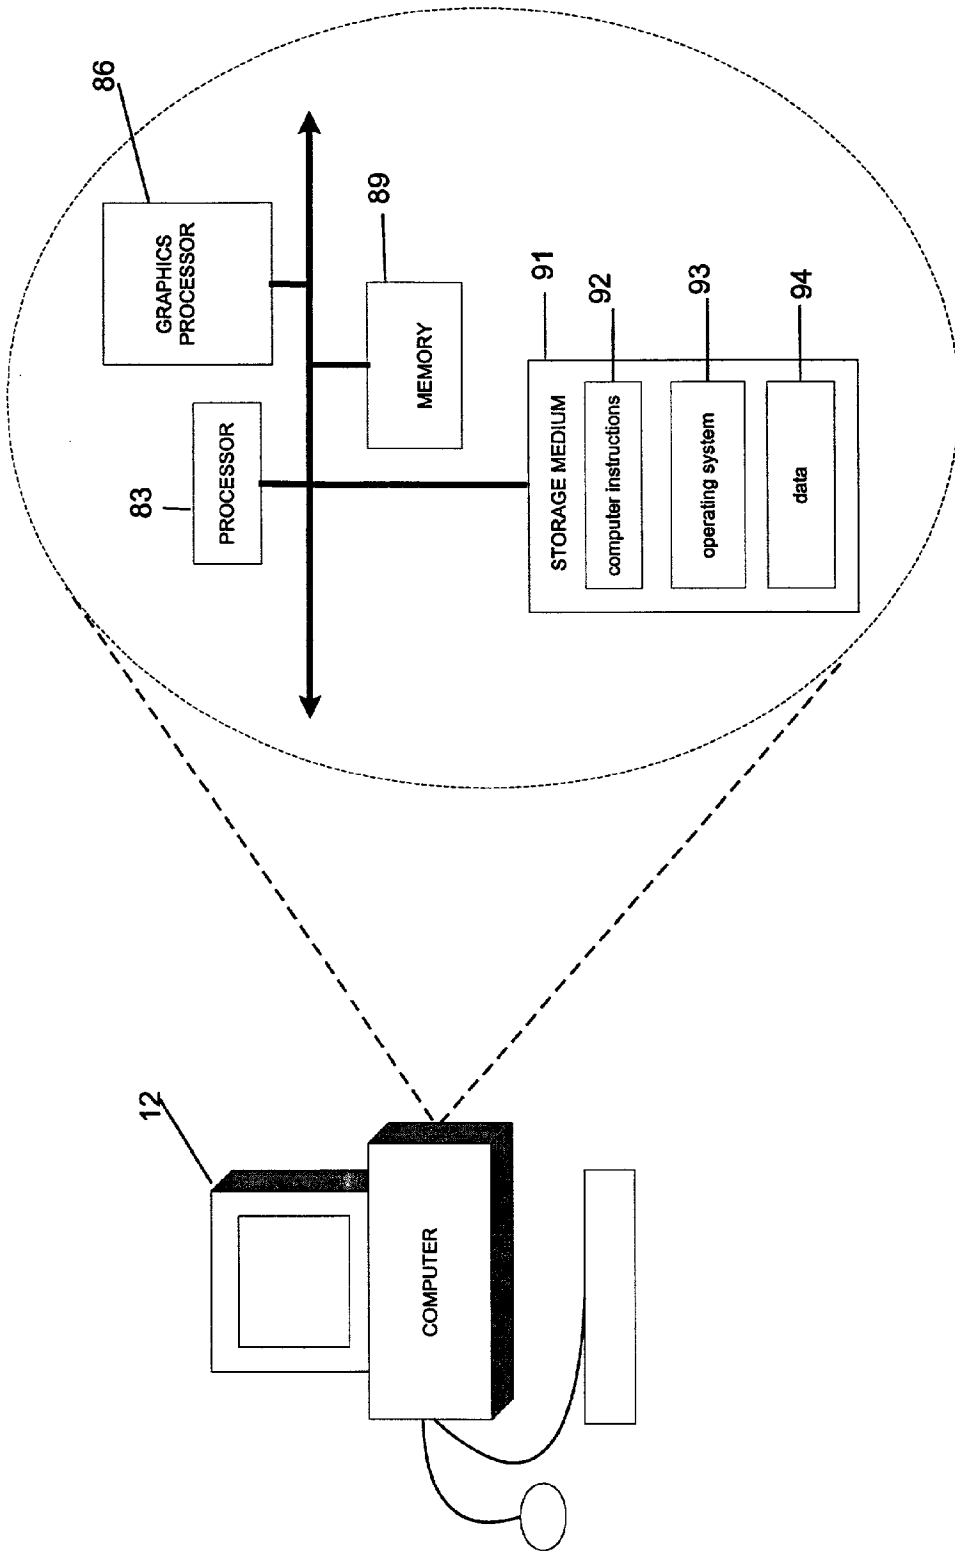 12
COMPUTER
83
PROCESSOR
86
GRAPHICS
PROCESSOR
89
MEMORY
91
STORAGE MEDIUM
92
computer instructions
93
operating system
94
data